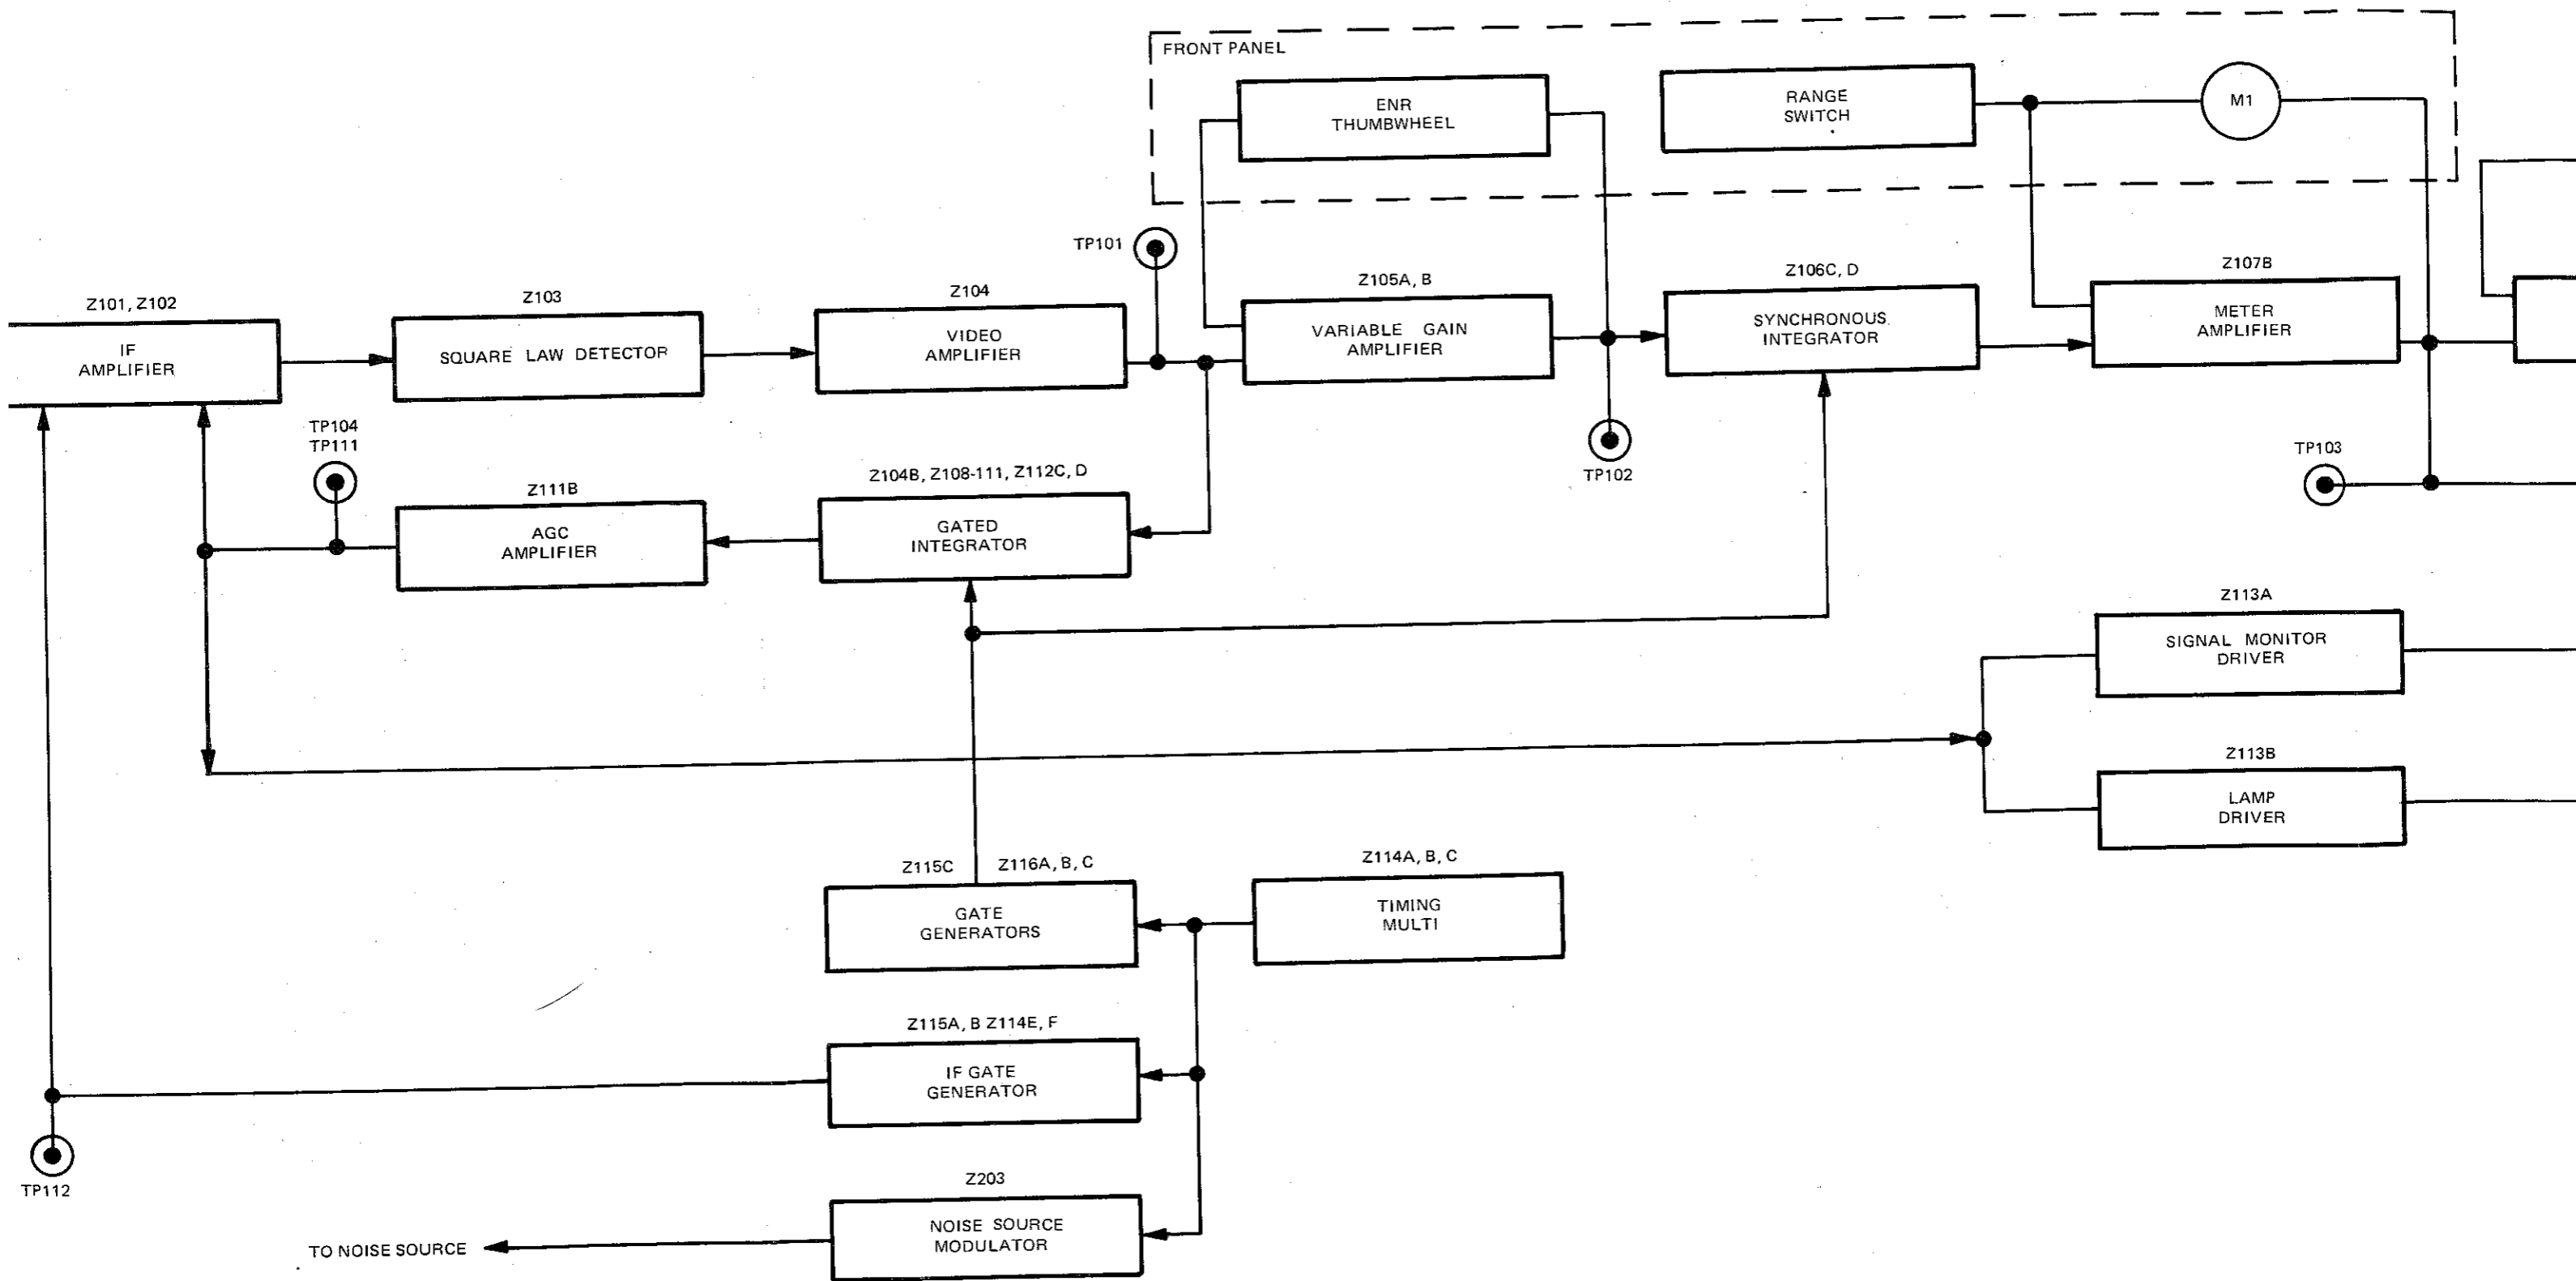 FRONT PANEL
ENR
THUMBWHEEL
RANGE
SWITCH
M1
TP101
Z101, Z102
IF
AMPLIFIER
Z103
SQUARE LAW DETECTOR
Z104
VIDEO
AMPLIFIER
Z105A, B
VARIABLE GAIN
AMPLIFIER
Z106C, D
SYNCHRONOUS
INTEGRATOR
Z107B
METER
AMPLIFIER
TP104
TP111
Z111B
AGC
AMPLIFIER
Z104B, Z108-111, Z112C, D
GATED
INTEGRATOR
TP102
TP103
Z113A
SIGNAL MONITOR
DRIVER
Z113B
LAMP
DRIVER
Z115C Z116A, B, C
GATE
GENERATORS
Z114A, B, C
TIMING
MULTI
Z115A, B Z114E, F
IF GATE
GENERATOR
TP112
Z203
NOISE SOURCE
MODULATOR
TO NOISE SOURCE